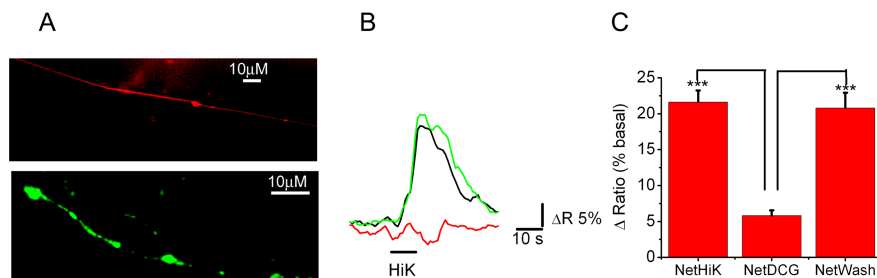 A
B
C
10μM
10μM
ΔR 5%
10 s
HiK
Δ Ratio (% basal)
25
20
15
10
5
0
***
***
NetHiK
NetDCG
NetWash